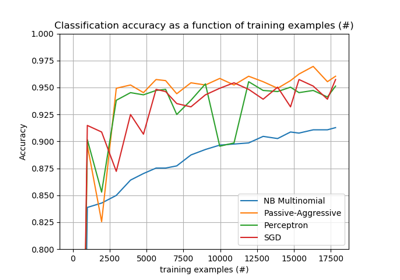 Classification accuracy as a function of training examples (#)
1.000
0.975
0.950
0.925
0.900
0.875
0.850
0.825
0.800
Accuracy
0
2500
5000
7500
10000
12500
15000
17500
training examples (#)
NB Multinomial
Passive-Aggressive
Perceptron
SGD